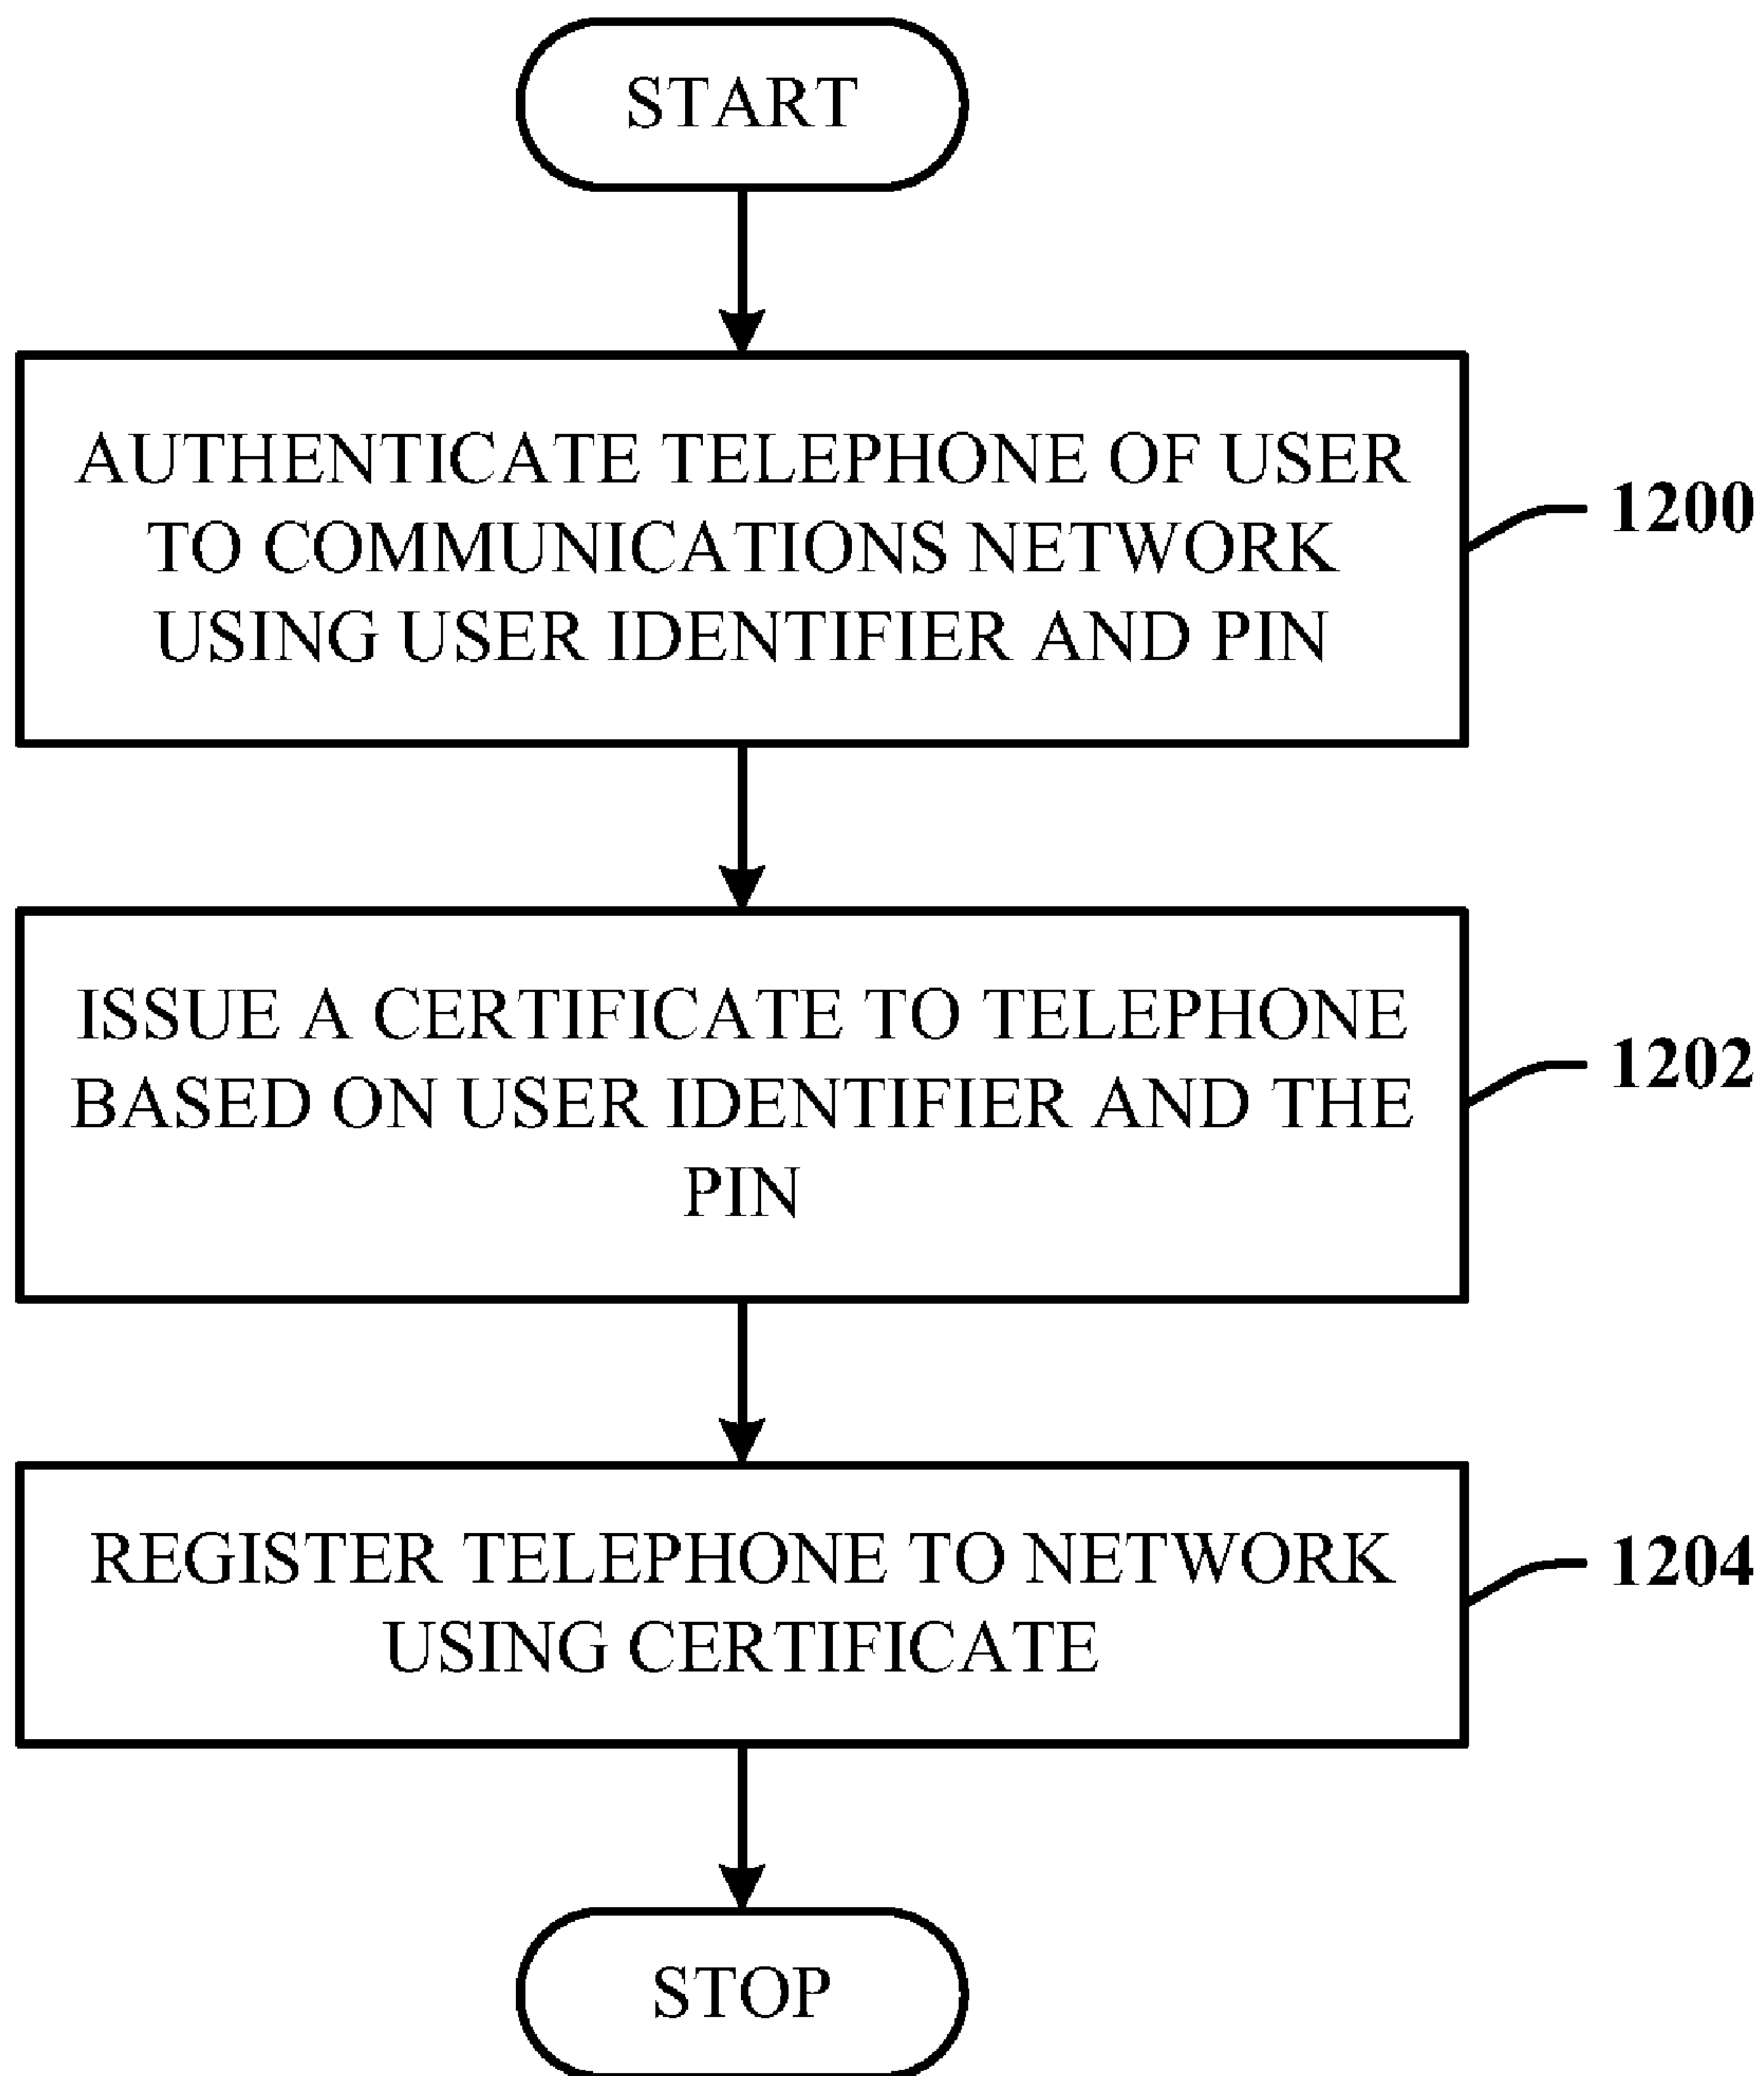 START
AUTHENTICATE TELEPHONE OF USER
TO COMMUNICATIONS NETWORK
USING USER IDENTIFIER AND PIN
1200
ISSUE A CERTIFICATE TO TELEPHONE
BASED ON USER IDENTIFIER AND THE
PIN
1202
REGISTER TELEPHONE TO NETWORK
USING CERTIFICATE
1204
STOP